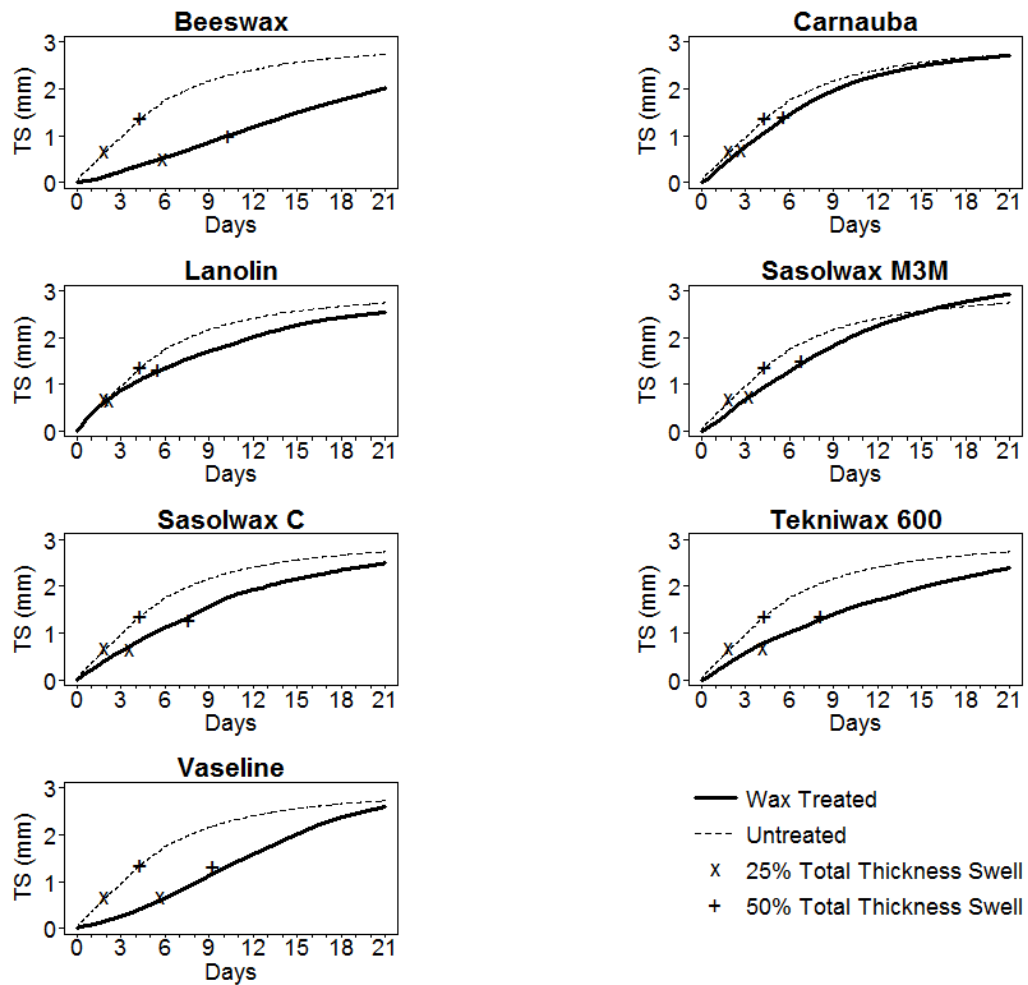 Beeswax
3
2
1
0
TS (mm)
0 3 6 9 12 15 18 21
Days
Carnauba
3
2
1
0
TS (mm)
0 3 6 9 12 15 18 21
Days
Lanolin
3
2
1
0
TS (mm)
0 3 6 9 12 15 18 21
Days
Sasolwax M3M
3
2
1
0
TS (mm)
0 3 6 9 12 15 18 21
Days
Sasolwax C
3
2
1
0
TS (mm)
0 3 6 9 12 15 18 21
Days
Tekniwax 600
3
2
1
0
TS (mm)
0 3 6 9 12 15 18 21
Days
Vaseline
3
2
1
0
TS (mm)
0 3 6 9 12 15 18 21
Days
Wax Treated
Untreated
x 25% Total Thickness Swell
+ 50% Total Thickness Swell